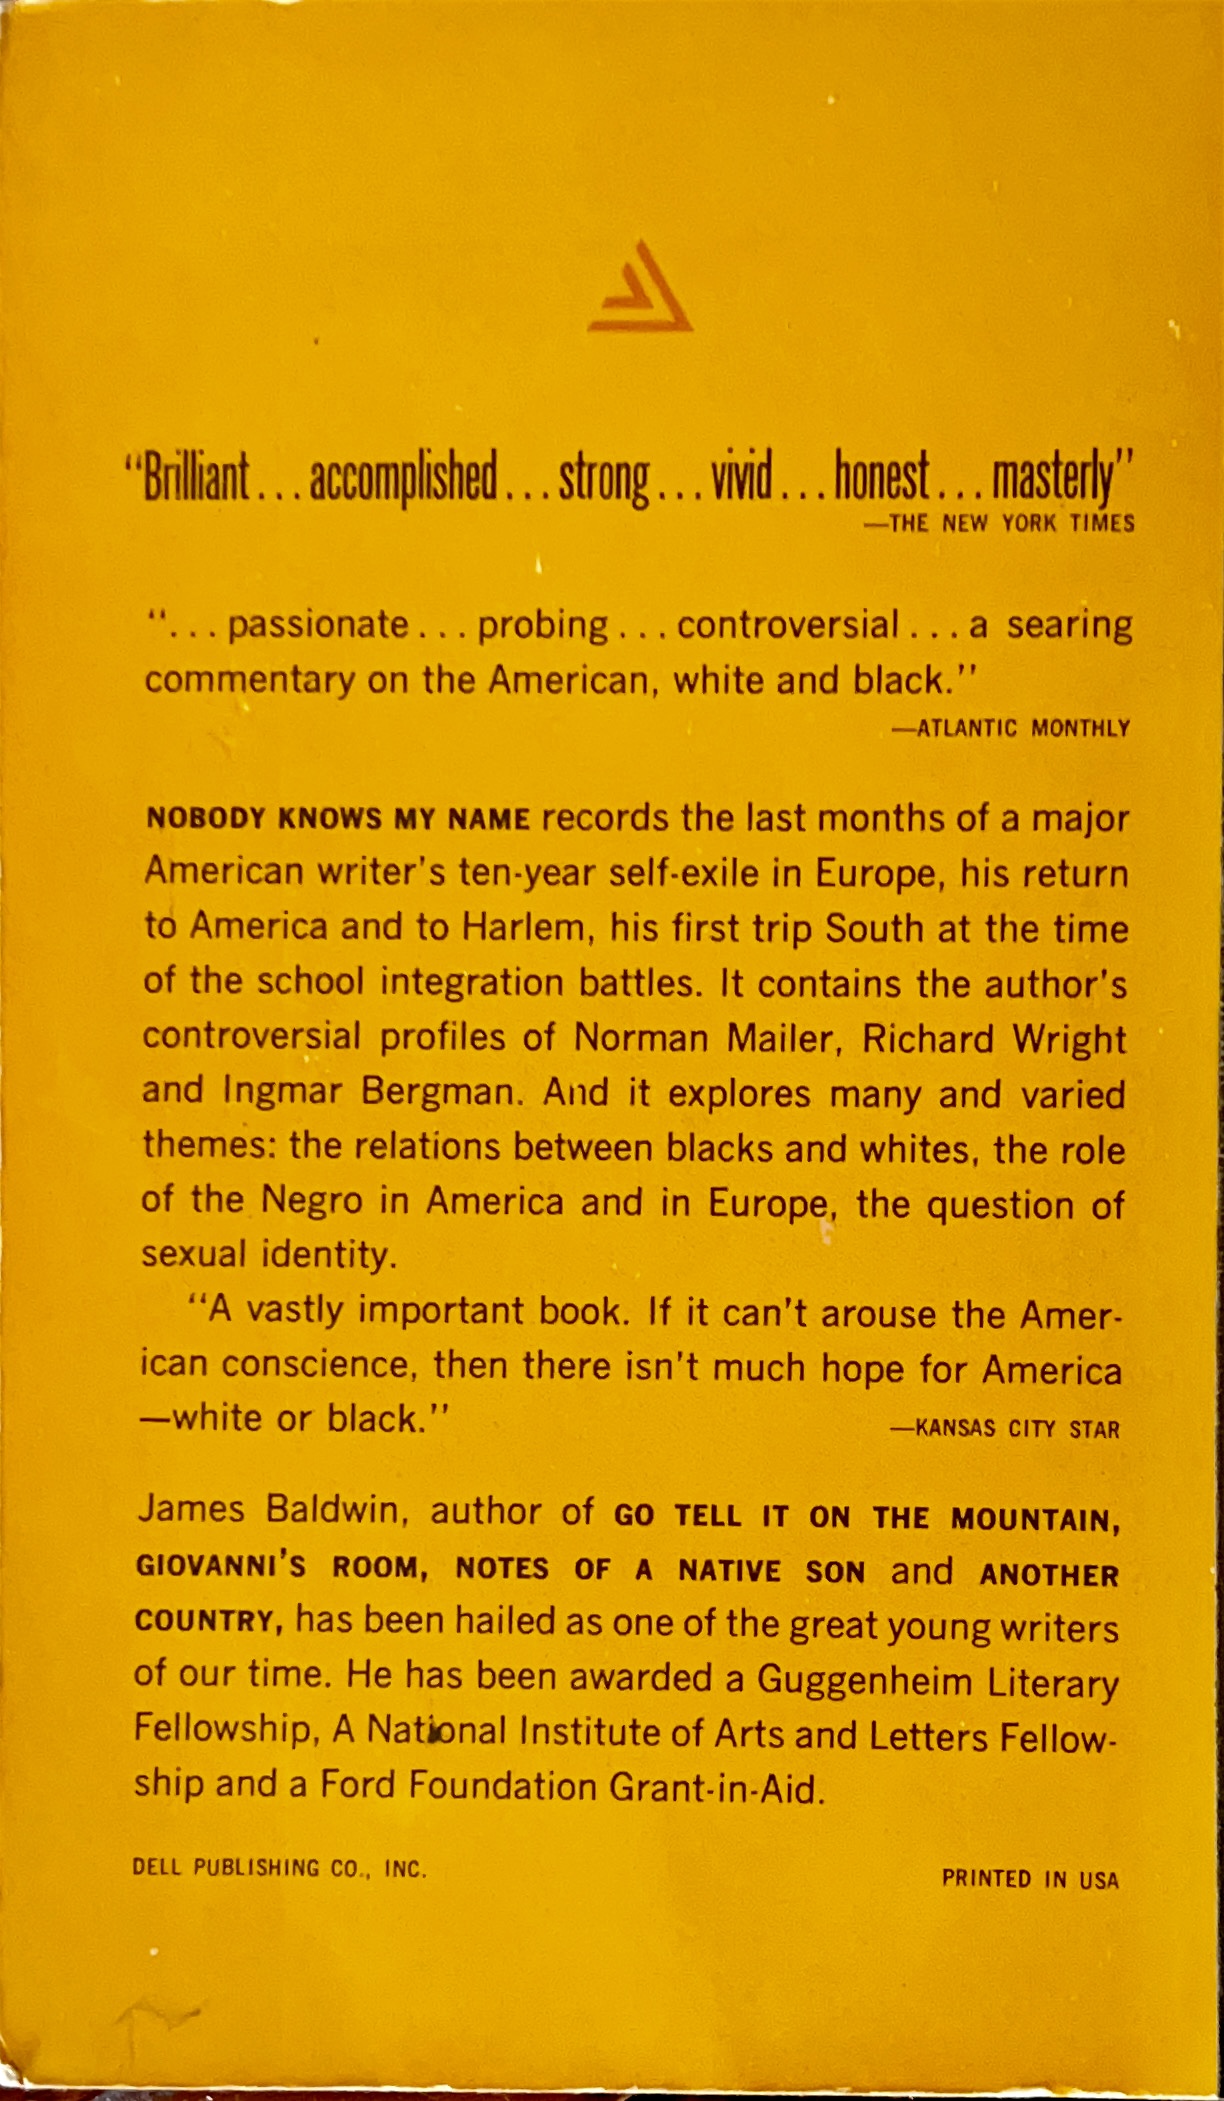 “Brilliant...accomplished...strong...vivid...honest...masterly”
—THE NEW YORK TIMES
“...passionate...probing...controversial...a searing
commentary on the American, white and black.”
—ATLANTIC MONTHLY
NOBODY KNOWS MY NAME records the last months of a major
American writer's ten-year self-exile in Europe, his return
to America and to Harlem, his first trip South at the time
of the school integration battles. It contains the author's
controversial profiles of Norman Mailer, Richard Wright
and Ingmar Bergman. And it explores many and varied
themes: the relations between blacks and whites, the role
of the Negro in America and in Europe, the question of
sexual identity.
“A vastly important book. If it can't arouse the Amer-
ican conscience, then there isn't much hope for America
—white or black.”
—KANSAS CITY STAR
James Baldwin, author of GO TELL IT ON THE MOUNTAIN,
GIOVANNI'S ROOM, NOTES OF A NATIVE SON and ANOTHER
COUNTRY, has been hailed as one of the great young writers
of our time. He has been awarded a Guggenheim Literary
Fellowship, A National Institute of Arts and Letters Fellow-
ship and a Ford Foundation Grant-in-Aid.
DELL PUBLISHING CO., INC.
PRINTED IN USA